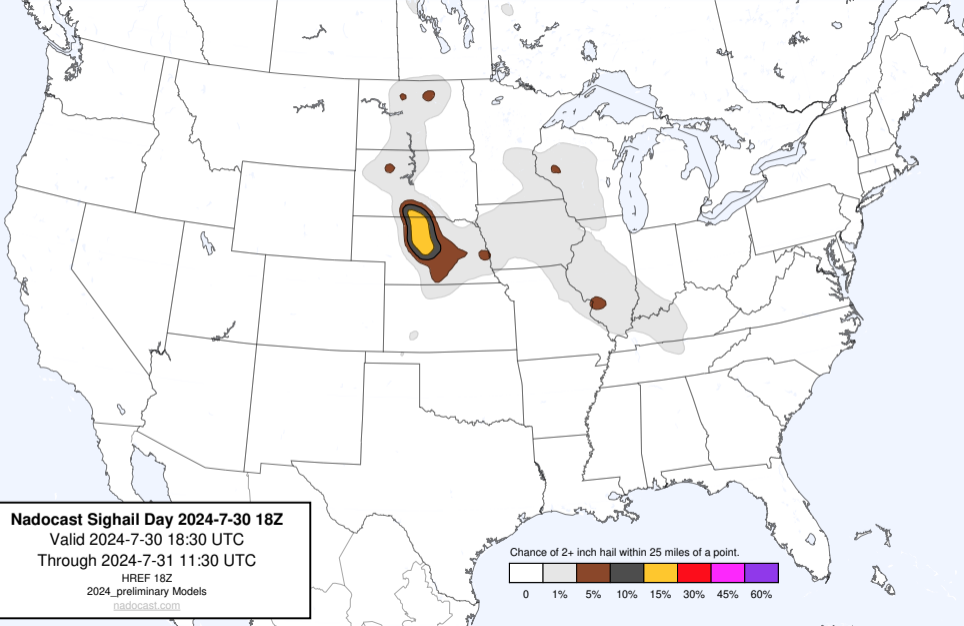 Nadocast Sighail Day 2024-7-30 18Z
Valid 2024-7-30 18:30 UTC
Through 2024-7-31 11:30 UTC
HREF 18Z
2024_preliminary Models
nadocast.com
Chance of 2+ inch hail within 25 miles of a point.
0 1% 5% 10% 15% 30% 45% 60%